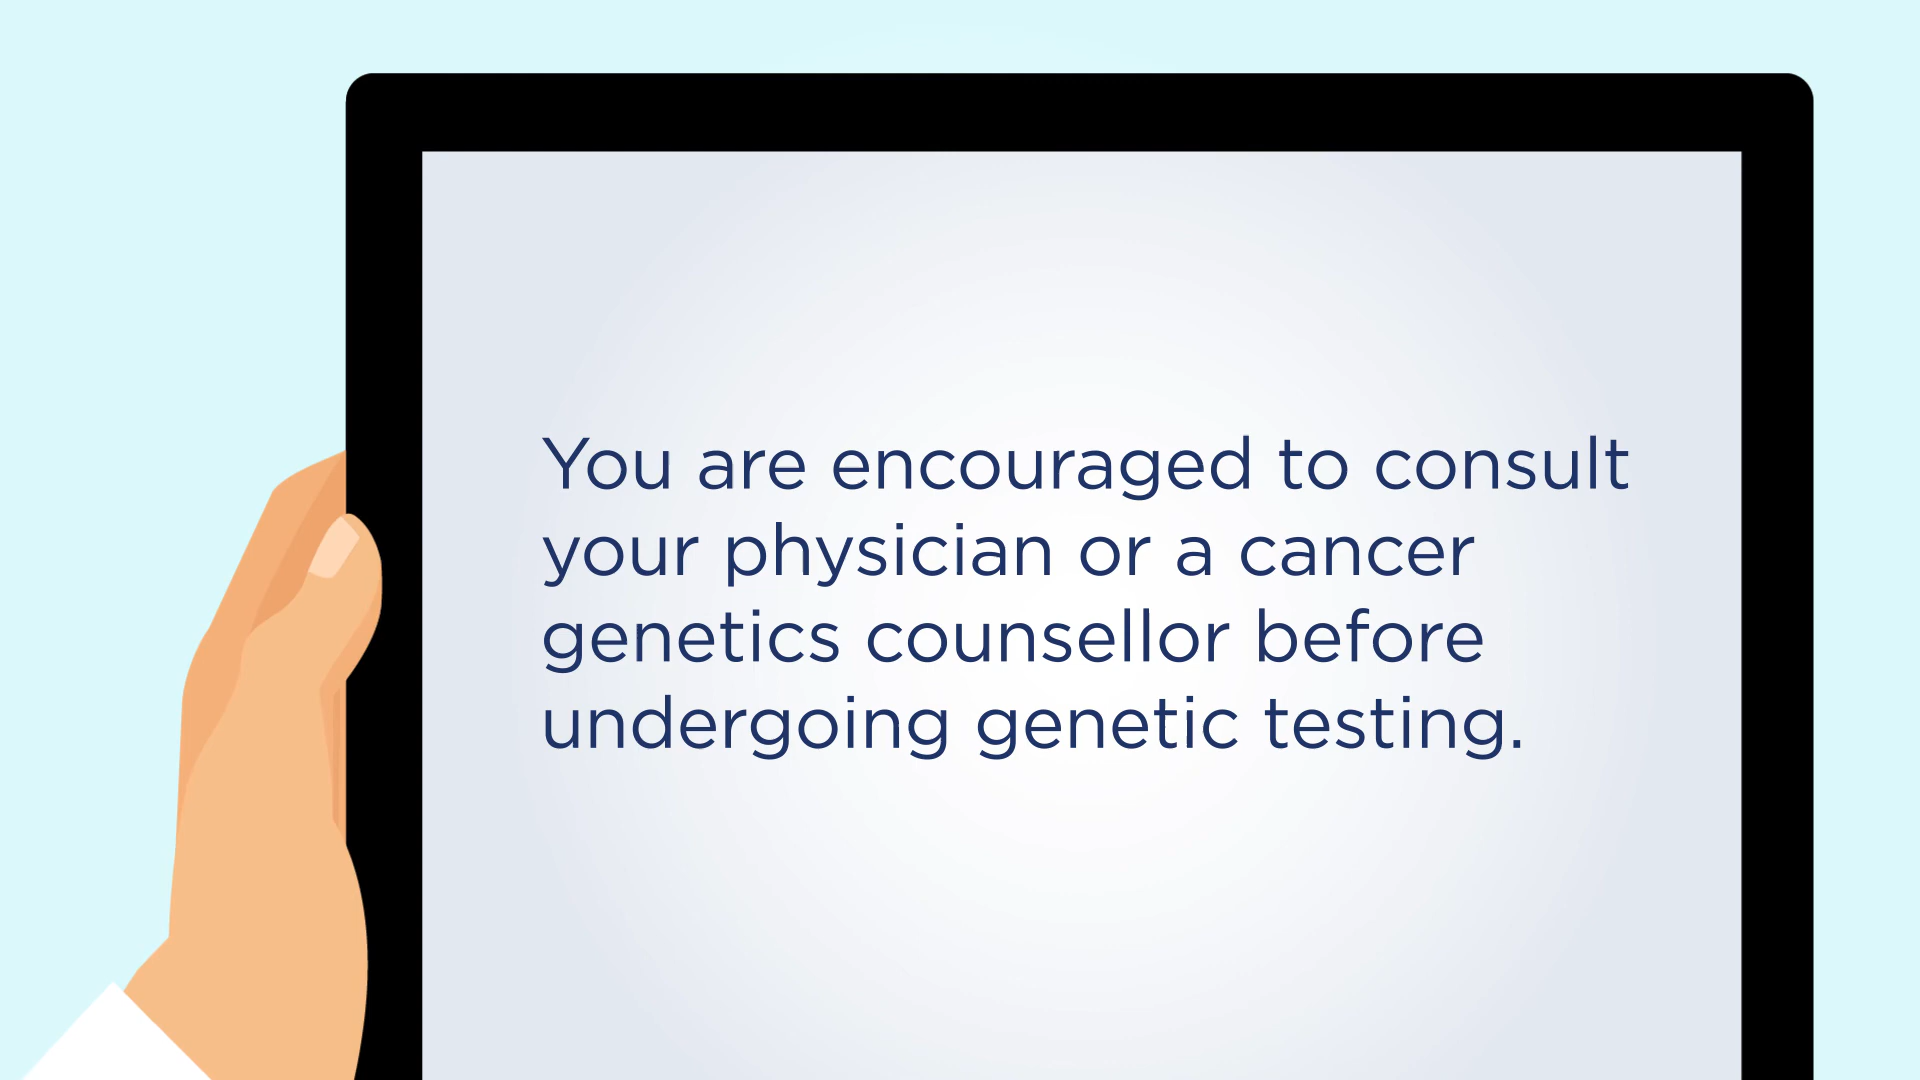 You are encouraged to consult
your physician or a cancer
genetics counsellor before
undergoing genetic testing.